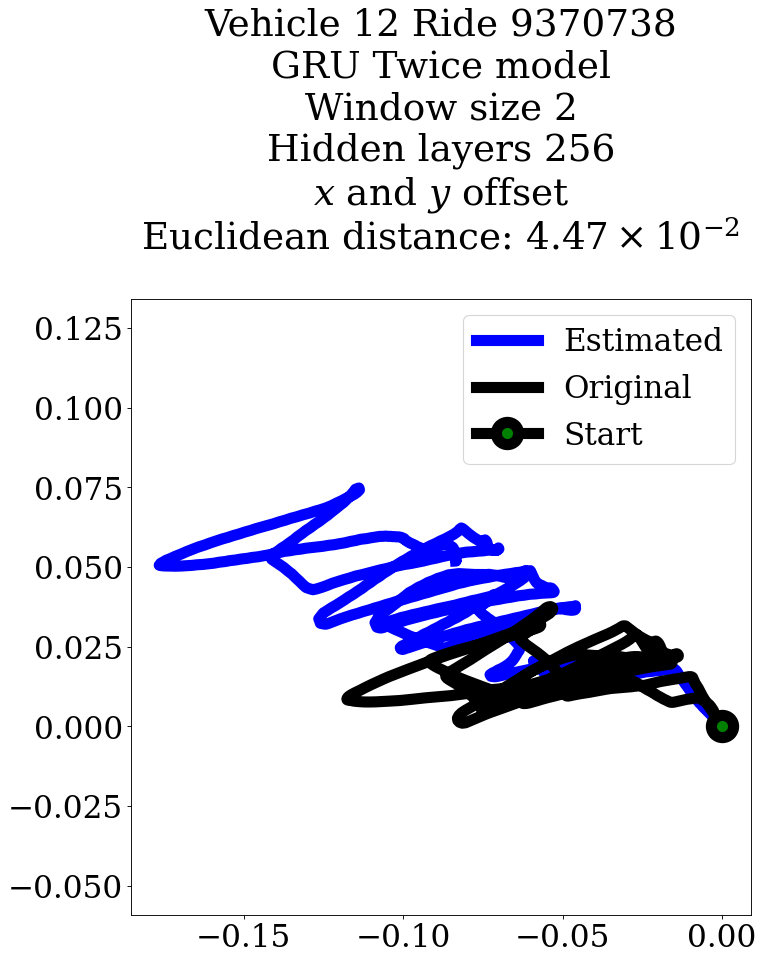 Vehicle 12 Ride 9370738
GRU Twice model
Window size 2
Hidden layers 256
x and y offset
Euclidean distance: 4.47 × 10⁻²
Estimated
Original
Start
0.125
0.100
0.075
0.050
0.025
0.000
−0.025
−0.050
−0.15
−0.10
−0.05
0.00